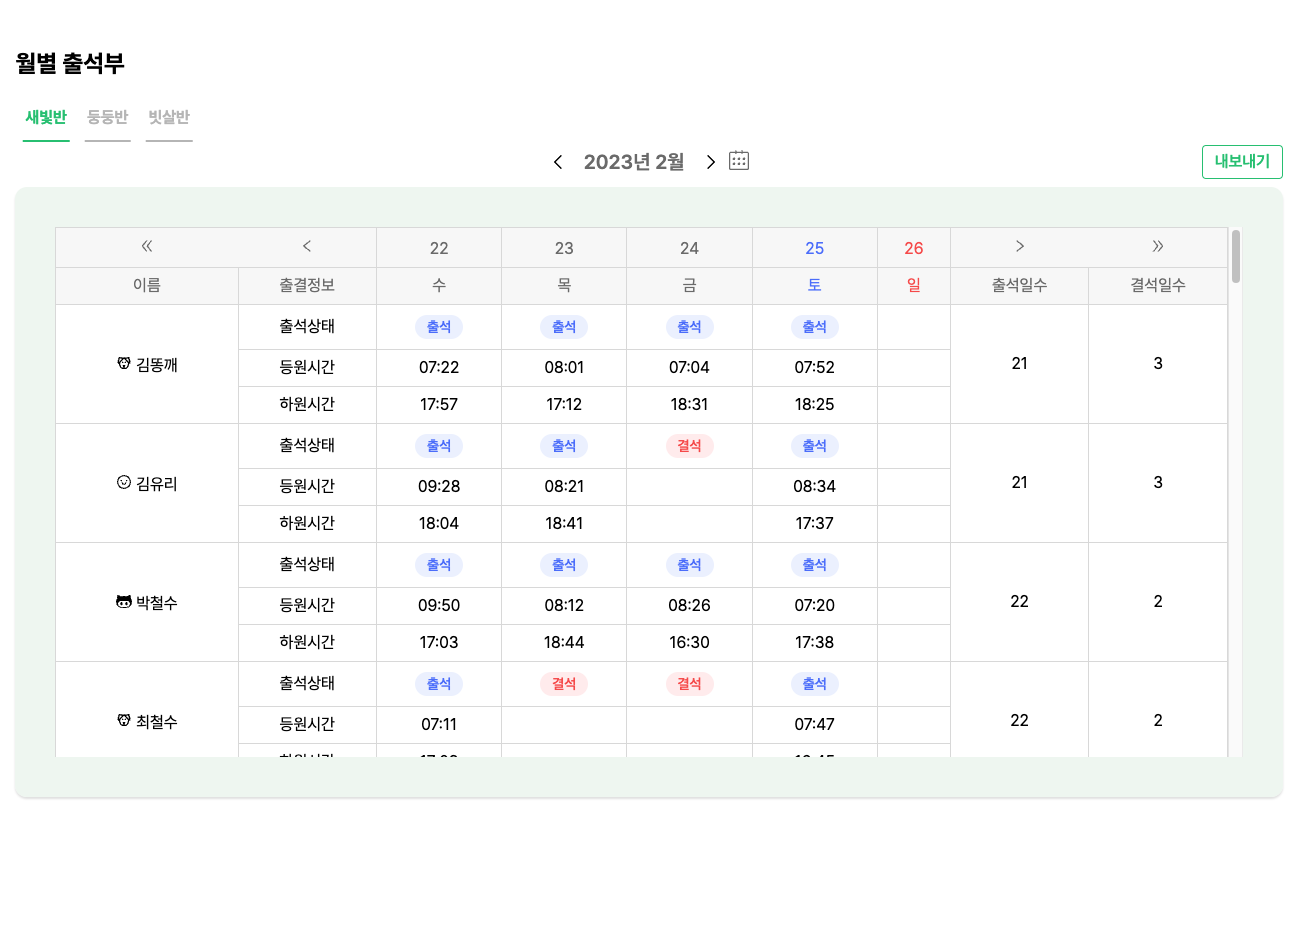 월별 출석부
새빛반 둥둥반 빗살반
2023년 2월
내보내기
22 23 24 25 26
이름 출결정보 수 목 금 토 일 출석일수 결석일수
출석상태 출석 출석 출석 출석
김똥깨 등원시간 07:22 08:01 07:04 07:52 21 3
하원시간 17:57 17:12 18:31 18:25
출석상태 출석 출석 결석 출석
김유리 등원시간 09:28 08:21 08:34 21 3
하원시간 18:04 18:41 17:37
출석상태 출석 출석 출석 출석
박철수 등원시간 09:50 08:12 08:26 07:20 22 2
하원시간 17:03 18:44 16:30 17:38
출석상태 출석 결석 결석 출석
최철수 등원시간 07:11 07:47 22 2